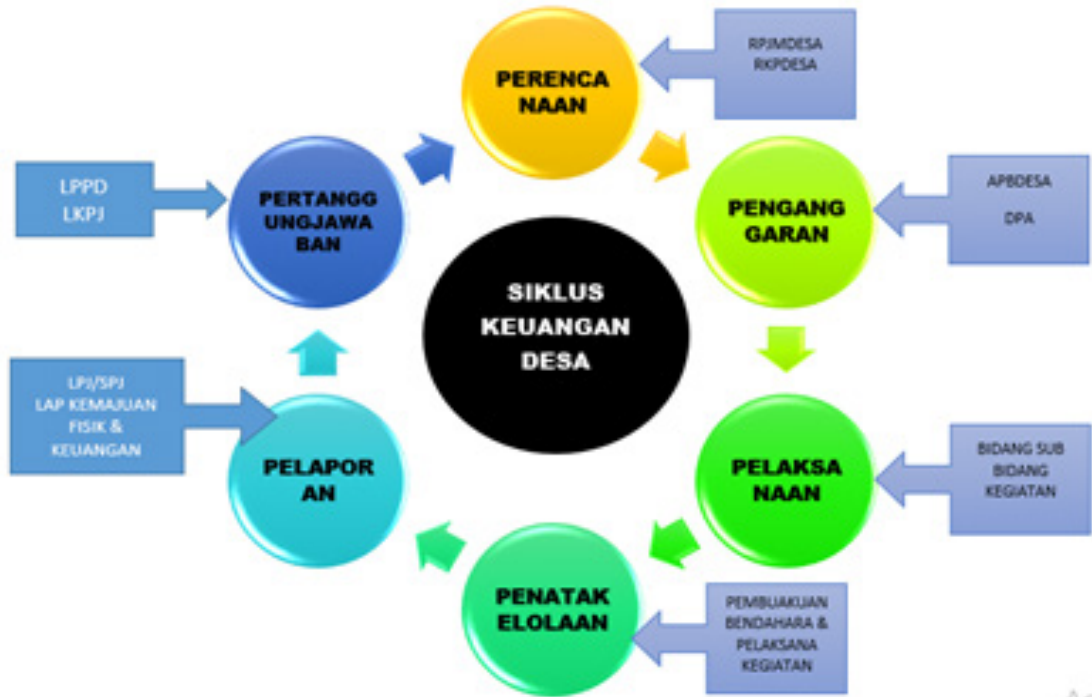 PERENCA
NAAN
RPJMDESA
RKPDESA
PENGANG
GARAN
APBDESA
DPA
PELAKSA
NAAN
BIDANG SUB
BIDANG
KEGIATAN
PENATAK
ELOLAAN
PEMBUAKUAN
BENDAHARA &
PELAKSANA
KEGIATAN
PELAPOR
AN
LPJ/SPJ
LAP KEMAJUAN
FISIK &
KEUANGAN
PERTANGG
UNGJAWA
BAN
LPPD
LKPJ
SIKLUS
KEUANGAN
DESA